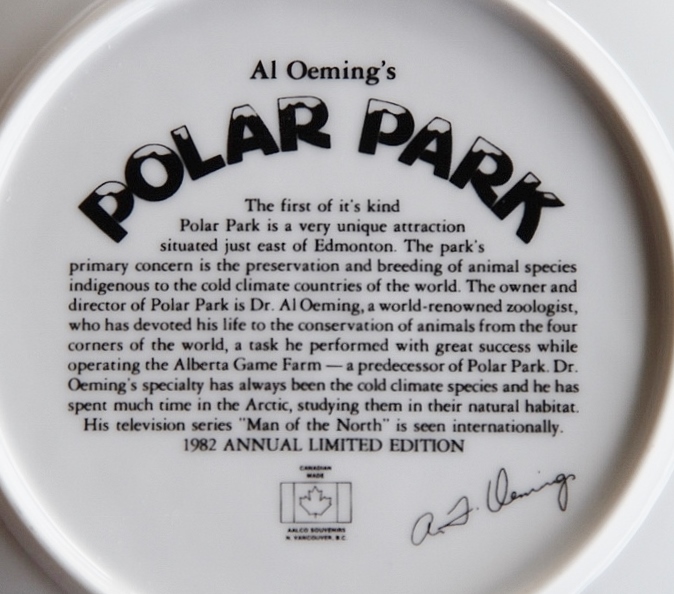 Al Oeming's
POLAR PARK
The first of it's kind
Polar Park is a very unique attraction
situated just east of Edmonton. The park's
primary concern is the preservation and breeding of animal species
indigenous to the cold climate countries of the world. The owner and
director of Polar Park is Dr. Al Oeming, a world-renowned zoologist,
who has devoted his life to the conservation of animals from the four
corners of the world, a task he performed with great success while
operating the Alberta Game Farm — a predecessor of Polar Park. Dr.
Oeming's specialty has always been the cold climate species and he has
spent much time in the Arctic, studying them in their natural habitat.
His television series "Man of the North" is seen internationally.
1982 ANNUAL LIMITED EDITION
CANADIAN
MADE
AALCO SOUVENIRS
N. VANCOUVER, B.C
A.F. Oeming